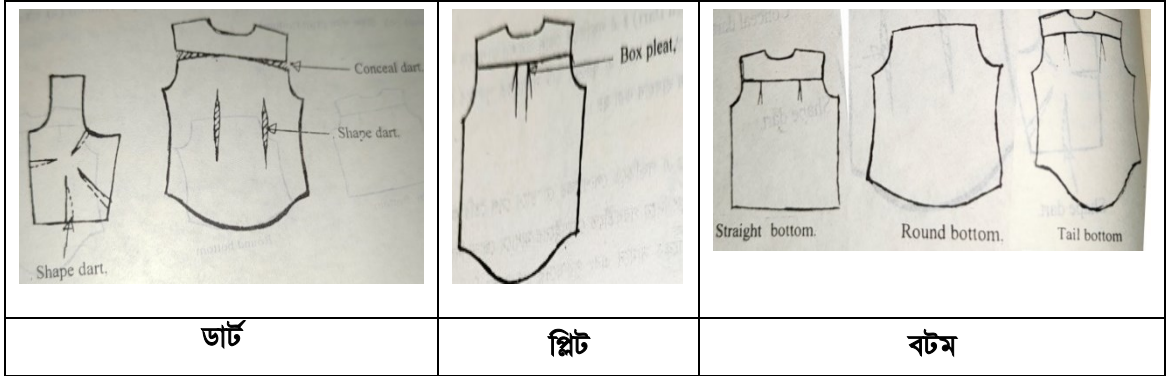 Conceal dart.
Shape dart.
Shape dart.
Box pleat,
Straight bottom.
Round bottom.
Tail bottom
ডার্ট
প্লিট
বটম